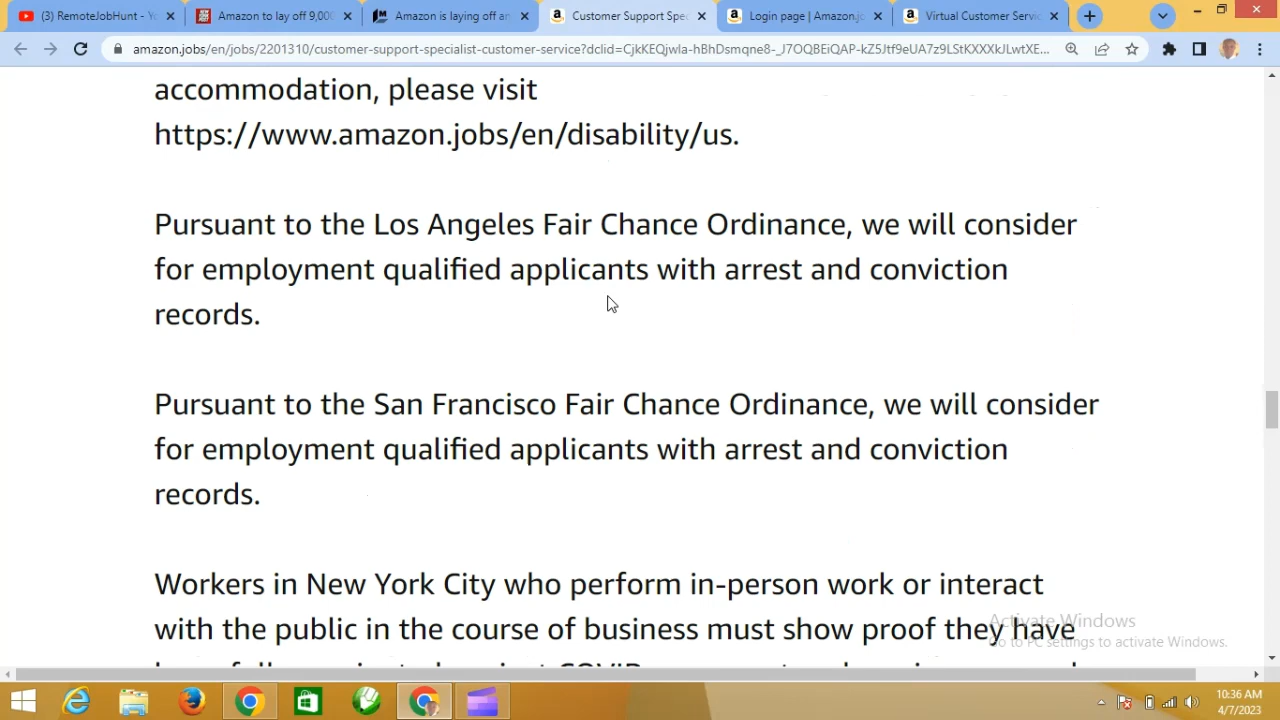 (3) RemoteJobHunt - Y
Amazon to lay off 9,000
Amazon is laying off an
Customer Support Spec
Login page | Amazon.jo
Virtual Customer Servic
amazon.jobs/en/jobs/2201310/customer-support-specialist-customer-service?dclid=CjkKEQjwla-hBhDsmqne8-_J7OQBEiQAP-kZ5Jtf9eUA7z9LStKXXXkJLwtXE...
accommodation, please visit
https://www.amazon.jobs/en/disability/us.
Pursuant to the Los Angeles Fair Chance Ordinance, we will consider
for employment qualified applicants with arrest and conviction
records.
Pursuant to the San Francisco Fair Chance Ordinance, we will consider
for employment qualified applicants with arrest and conviction
records.
Workers in New York City who perform in-person work or interact
with the public in the course of business must show proof they have
Activate Windows
Go to PC settings to activate Windows.
10:36 AM
4/7/2023